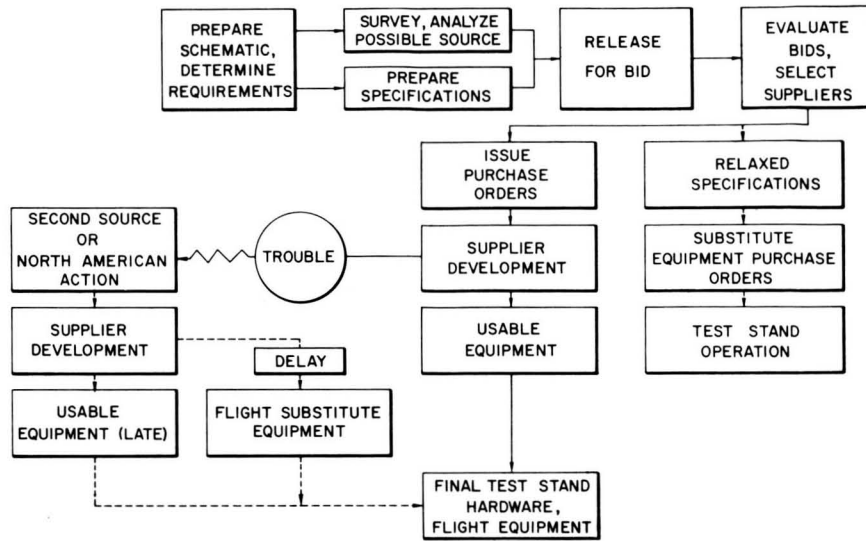 PREPARE
SCHEMATIC,
DETERMINE
REQUIREMENTS
SURVEY, ANALYZE
POSSIBLE SOURCE
PREPARE
SPECIFICATIONS
RELEASE
FOR BID
EVALUATE
BIDS,
SELECT
SUPPLIERS
ISSUE
PURCHASE
ORDERS
RELAXED
SPECIFICATIONS
SECOND SOURCE
OR
NORTH AMERICAN
ACTION
TROUBLE
SUPPLIER
DEVELOPMENT
SUBSTITUTE
EQUIPMENT PURCHASE
ORDERS
SUPPLIER
DEVELOPMENT
DELAY
USABLE
EQUIPMENT
TEST STAND
OPERATION
USABLE
EQUIPMENT (LATE)
FLIGHT SUBSTITUTE
EQUIPMENT
FINAL TEST STAND
HARDWARE,
FLIGHT EQUIPMENT